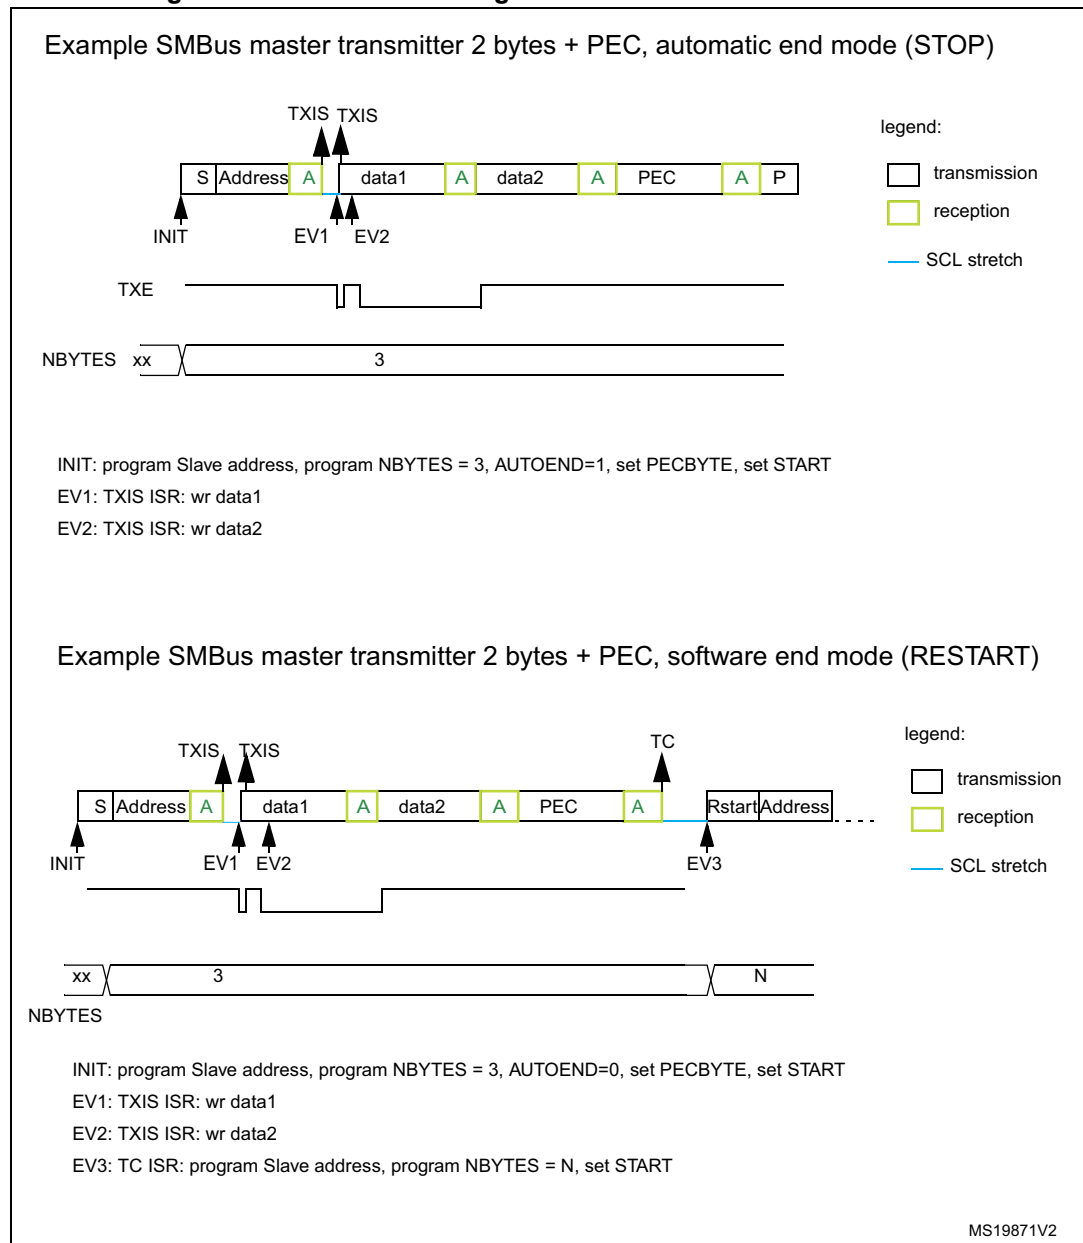 Example SMBus master transmitter 2 bytes + PEC, automatic end mode (STOP)
TXIS TXIS
legend:
S Address A data1 A data2 A PEC A P
transmission
reception
INIT EV1 EV2
SCL stretch
TXE
NBYTES xx 3
INIT: program Slave address, program NBYTES = 3, AUTOEND=1, set PECBYTE, set START
EV1: TXIS ISR: wr data1
EV2: TXIS ISR: wr data2
Example SMBus master transmitter 2 bytes + PEC, software end mode (RESTART)
TXIS TXIS TC
legend:
S Address A data1 A data2 A PEC A Rstart Address
transmission
reception
INIT EV1 EV2 EV3
SCL stretch
xx 3 N
NBYTES
INIT: program Slave address, program NBYTES = 3, AUTOEND=0, set PECBYTE, set START
EV1: TXIS ISR: wr data1
EV2: TXIS ISR: wr data2
EV3: TC ISR: program Slave address, program NBYTES = N, set START
MS19871V2